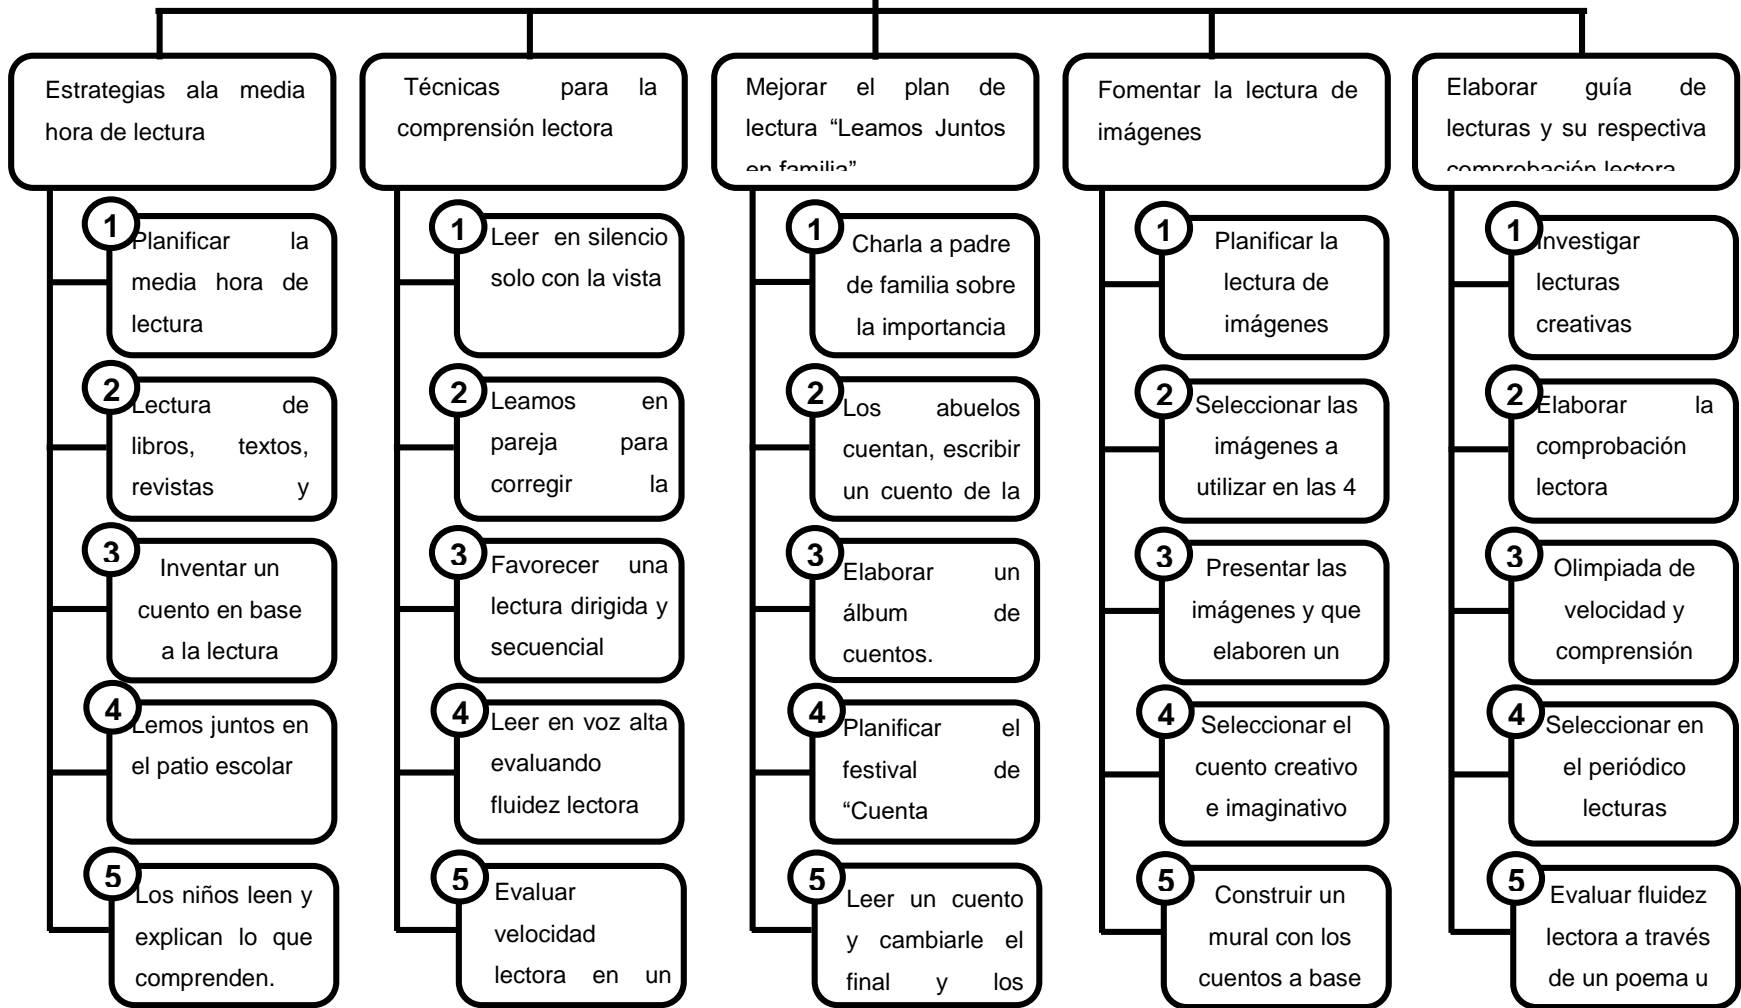 Estrategias ala media
hora de lectura
1
Planificar la
media hora de
lectura
2
Lectura de
libros, textos,
revistas y
3
Inventar un
cuento en base
a la lectura
4
Lemos juntos en
el patio escolar
5
Los niños leen y
explican lo que
comprenden.
Técnicas para la
comprensión lectora
1
Leer en silencio
solo con la vista
2
Leamos en
pareja para
corregir la
3
Favorecer una
lectura dirigida y
secuencial
4
Leer en voz alta
evaluando
fluidez lectora
5
Evaluar
velocidad
lectora en un
Mejorar el plan de
lectura “Leamos Juntos
en familia”
1
Charla a padre
de familia sobre
la importancia
2
Los abuelos
cuentan, escribir
un cuento de la
3
Elaborar un
álbum de
cuentos.
4
Planificar el
festival de
“Cuenta
5
Leer un cuento
y cambiarle el
final y los
Fomentar la lectura de
imágenes
1
Planificar la
lectura de
imágenes
2
Seleccionar las
imágenes a
utilizar en las 4
3
Presentar las
imágenes y que
elaboren un
4
Seleccionar el
cuento creativo
e imaginativo
5
Construir un
mural con los
cuentos a base
Elaborar guía de
lecturas y su respectiva
comprobación lectora
1
Investigar
lecturas
creativas
2
Elaborar la
comprobación
lectora
3
Olimpiada de
velocidad y
comprensión
4
Seleccionar en
el periódico
lecturas
5
Evaluar fluidez
lectora a través
de un poema u